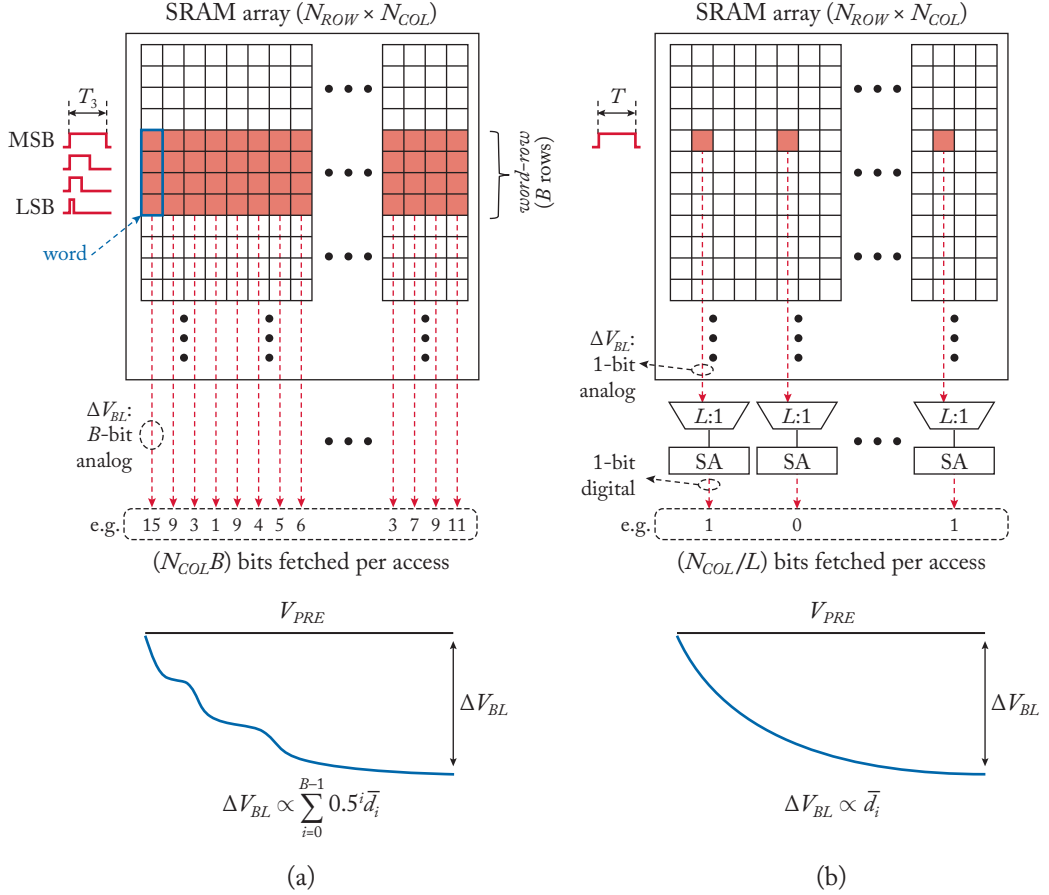 SRAM array (N_ROW × N_COL)
T_3
MSB
LSB
word
word–row
(B rows)
ΔV_BL:
B-bit
analog
e.g.
15 9 3 1 9 4 5 6 3 7 9 11
(N_COL B) bits fetched per access
V_PRE
ΔV_BL
ΔV_BL ∝ ∑_{i=0}^{B–1} 0.5^i d̅_i
(a)
SRAM array (N_ROW × N_COL)
T
ΔV_BL:
1-bit
analog
L:1 L:1 L:1
SA SA SA
1-bit
digital
e.g.
1 0 1
(N_COL/L) bits fetched per access
V_PRE
ΔV_BL
ΔV_BL ∝ d̅_i
(b)